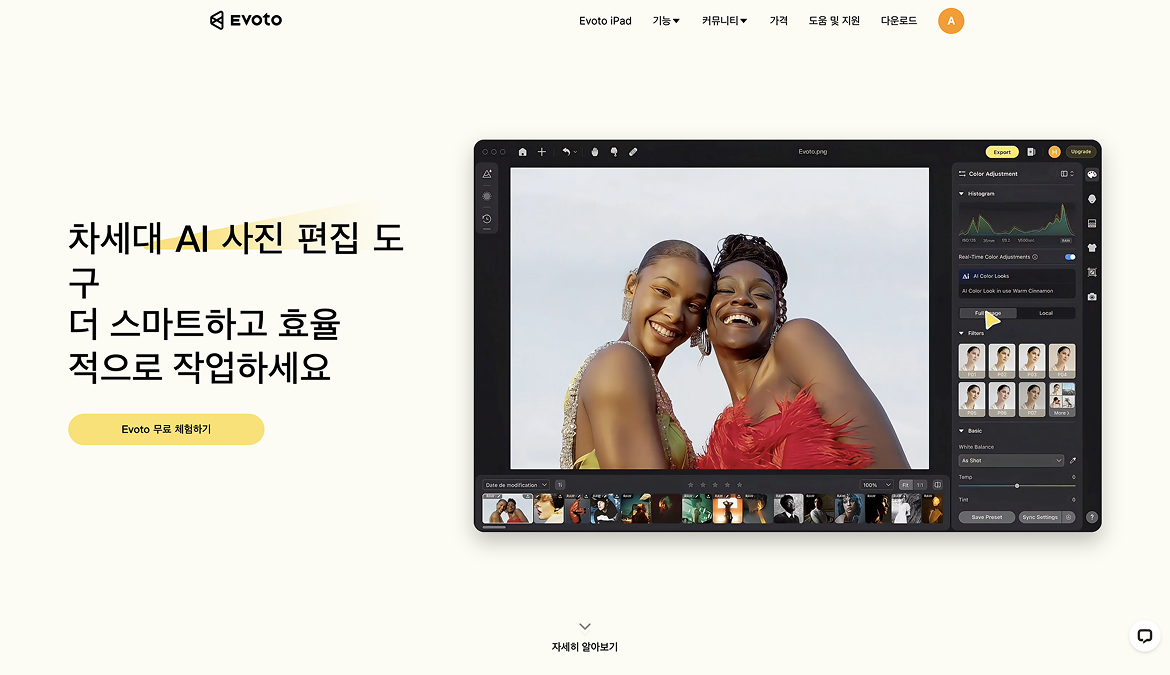 EVOTO
Evoto iPad
기능
커뮤니티
가격
도움 및 지원
다운로드
A
차세대 AI 사진 편집 도
구
더 스마트하고 효율
적으로 작업하세요
Evoto 무료 체험하기
Evoto.png
Export
H
Upgrade
Color Adjustment
Histogram
RAW
Real-Time Color Adjustments
Ai AI Color Looks
AI Color Look in use Warm Cinnamon
Full Image
Local
Filters
P01 P02 P03 P04
P05 P06 P07 More >
Basic
White Balance
As Shot
Temp 0
Tint 0
Save Preset
Sync Settings
?
Date de modification
100%
Fit 1:1
자세히 알아보기